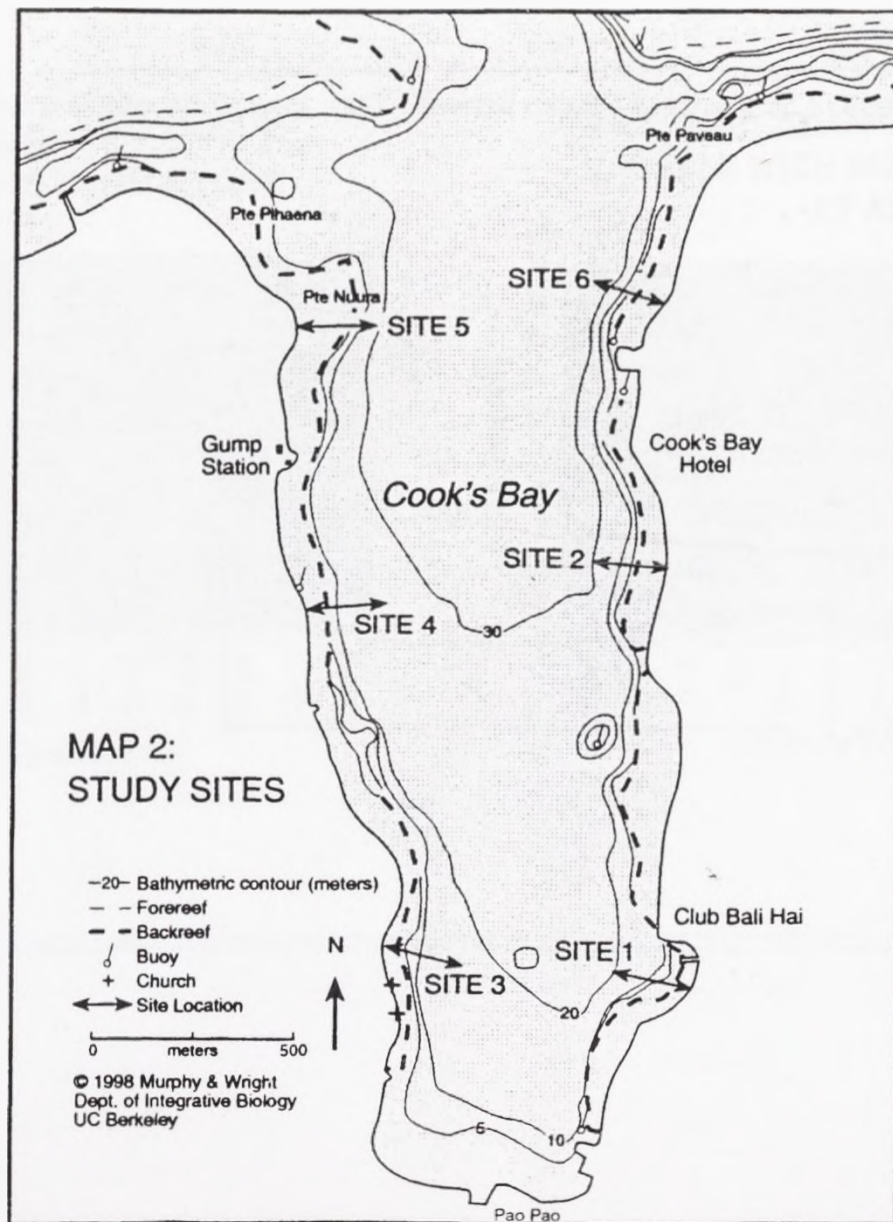 Pte Paveau
Pte Pihaena
SITE 6
Pte Nuura
SITE 5
Gump
Station
Cook's Bay
Hotel
Cook's Bay
SITE 2
SITE 4
30
MAP 2:
STUDY SITES
–20– Bathymetric contour (meters)
Forereef
Backreef
Buoy
Church
Site Location
N
Club Bali Hai
SITE 1
SITE 3
20
0 meters 500
© 1998 Murphy & Wright
Dept. of Integrative Biology
UC Berkeley
5
10
Pao Pao